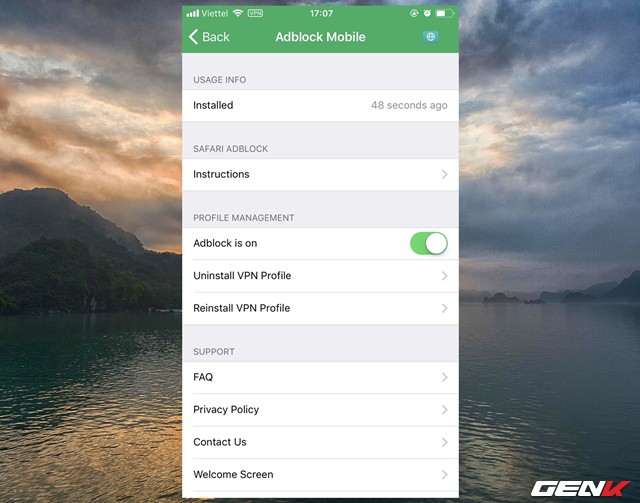 Viettel VPN 17:07
Back Adblock Mobile
USAGE INFO
Installed 48 seconds ago
SAFARI ADBLOCK
Instructions
PROFILE MANAGEMENT
Adblock is on
Uninstall VPN Profile
Reinstall VPN Profile
SUPPORT
FAQ
Privacy Policy
Contact Us
Welcome Screen
GENK